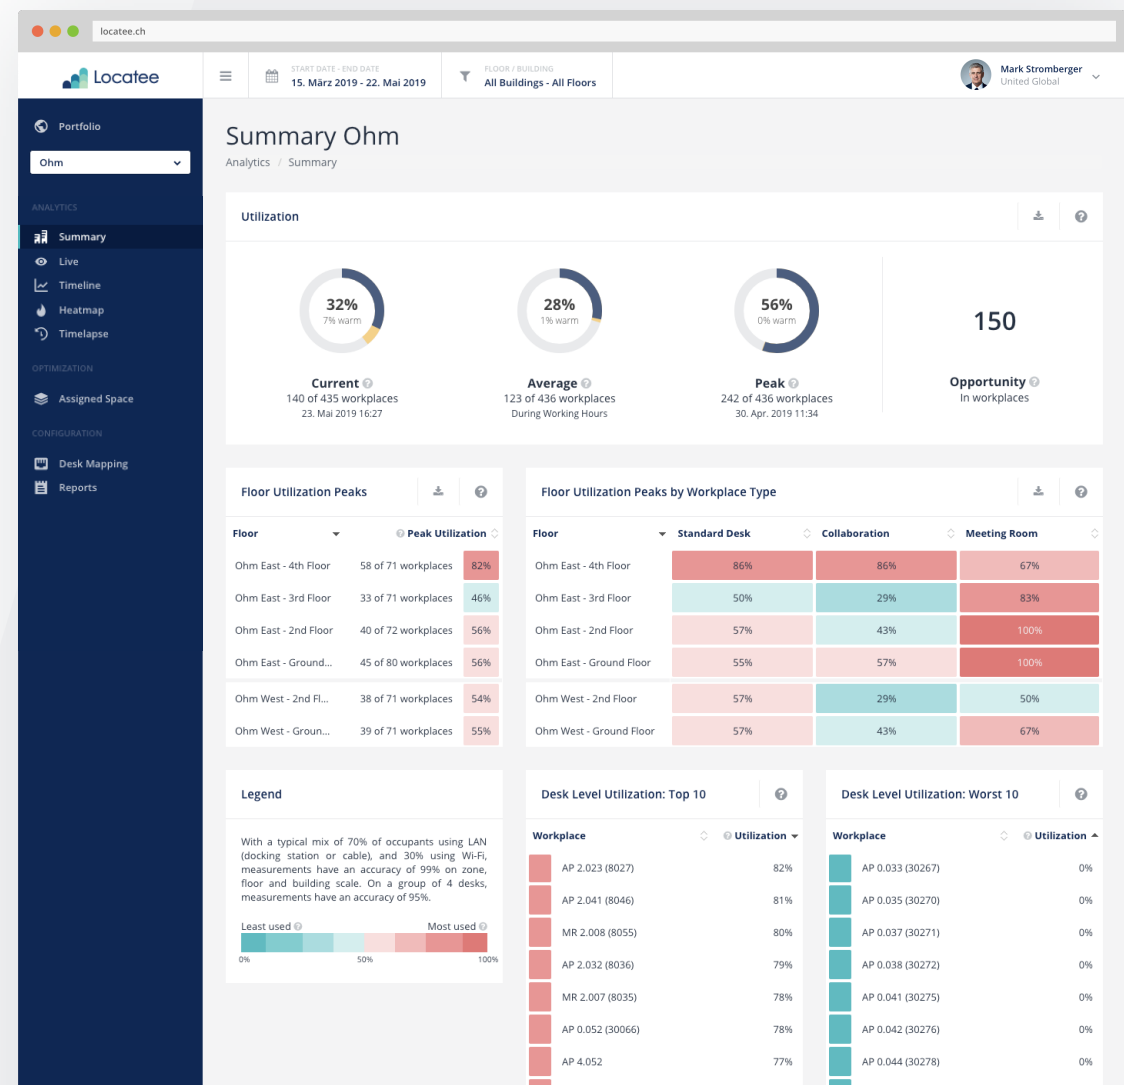 locatee.ch
Locatee
START DATE - END DATE
15. März 2019 - 22. Mai 2019
FLOOR / BUILDING
All Buildings - All Floors
Mark Stromberger
United Global
Portfolio
Ohm
ANALYTICS
Summary
Live
Timeline
Heatmap
Timelapse
OPTIMIZATION
Assigned Space
CONFIGURATION
Desk Mapping
Reports
Summary Ohm
Analytics / Summary
Utilization
32%
7% warm
Current
140 of 435 workplaces
23. Mai 2019 16:27
28%
1% warm
Average
123 of 436 workplaces
During Working Hours
56%
0% warm
Peak
242 of 436 workplaces
30. Apr. 2019 11:34
150
Opportunity
In workplaces
Floor Utilization Peaks
Floor Peak Utilization
Ohm East - 4th Floor 58 of 71 workplaces 82%
Ohm East - 3rd Floor 33 of 71 workplaces 46%
Ohm East - 2nd Floor 40 of 72 workplaces 56%
Ohm East - Ground... 45 of 80 workplaces 56%
Ohm West - 2nd Fl... 38 of 71 workplaces 54%
Ohm West - Groun... 39 of 71 workplaces 55%
Floor Utilization Peaks by Workplace Type
Floor Standard Desk Collaboration Meeting Room
Ohm East - 4th Floor 86% 86% 67%
Ohm East - 3rd Floor 50% 29% 83%
Ohm East - 2nd Floor 57% 43% 100%
Ohm East - Ground Floor 55% 57% 100%
Ohm West - 2nd Floor 57% 29% 50%
Ohm West - Ground Floor 57% 43% 67%
Legend
With a typical mix of 70% of occupants using LAN
(docking station or cable), and 30% using Wi-Fi,
measurements have an accuracy of 99% on zone,
floor and building scale. On a group of 4 desks,
measurements have an accuracy of 95%.
Least used Most used
0% 50% 100%
Desk Level Utilization: Top 10
Workplace Utilization
AP 2.023 (8027) 82%
AP 2.041 (8046) 81%
MR 2.008 (8055) 80%
AP 2.032 (8036) 79%
MR 2.007 (8035) 78%
AP 0.052 (30066) 78%
AP 4.052 77%
Desk Level Utilization: Worst 10
Workplace Utilization
AP 0.033 (30267) 0%
AP 0.035 (30270) 0%
AP 0.037 (30271) 0%
AP 0.038 (30272) 0%
AP 0.041 (30275) 0%
AP 0.042 (30276) 0%
AP 0.044 (30278) 0%